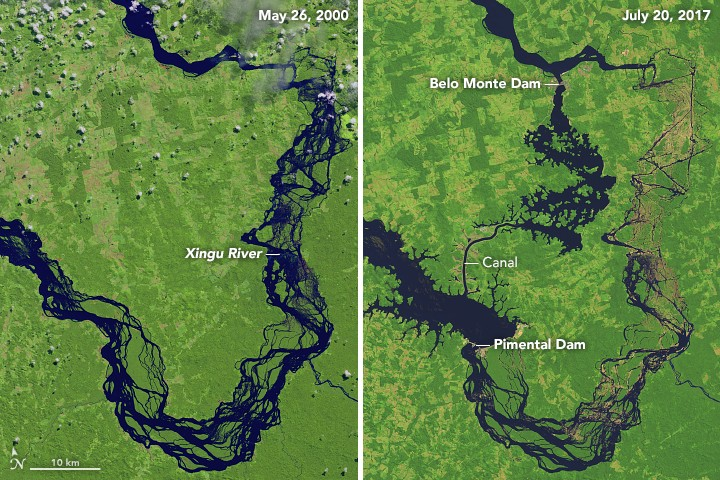 May 26, 2000
July 20, 2017
Belo Monte Dam
Xingu River
Canal
Pimental Dam
N
10 km